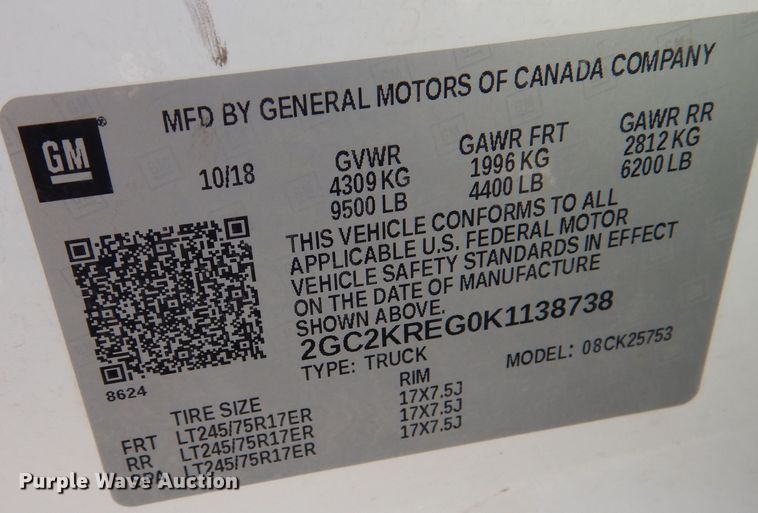 MFD BY GENERAL MOTORS OF CANADA COMPANY
GM
®
10/18
GVWR
4309 KG
9500 LB
GAWR FRT
1996 KG
4400 LB
GAWR RR
2812 KG
6200 LB
THIS VEHICLE CONFORMS TO ALL
APPLICABLE U.S. FEDERAL MOTOR
VEHICLE SAFETY STANDARDS IN EFFECT
ON THE DATE OF MANUFACTURE
SHOWN ABOVE.
2GC2KREG0K1138738
TYPE: TRUCK MODEL: 08CK25753
8624
TIRE SIZE RIM
FRT LT245/75R17ER 17X7.5J
RR LT245/75R17ER 17X7.5J
LT245/75R17ER 17X7.5J
Purple Wave Auction